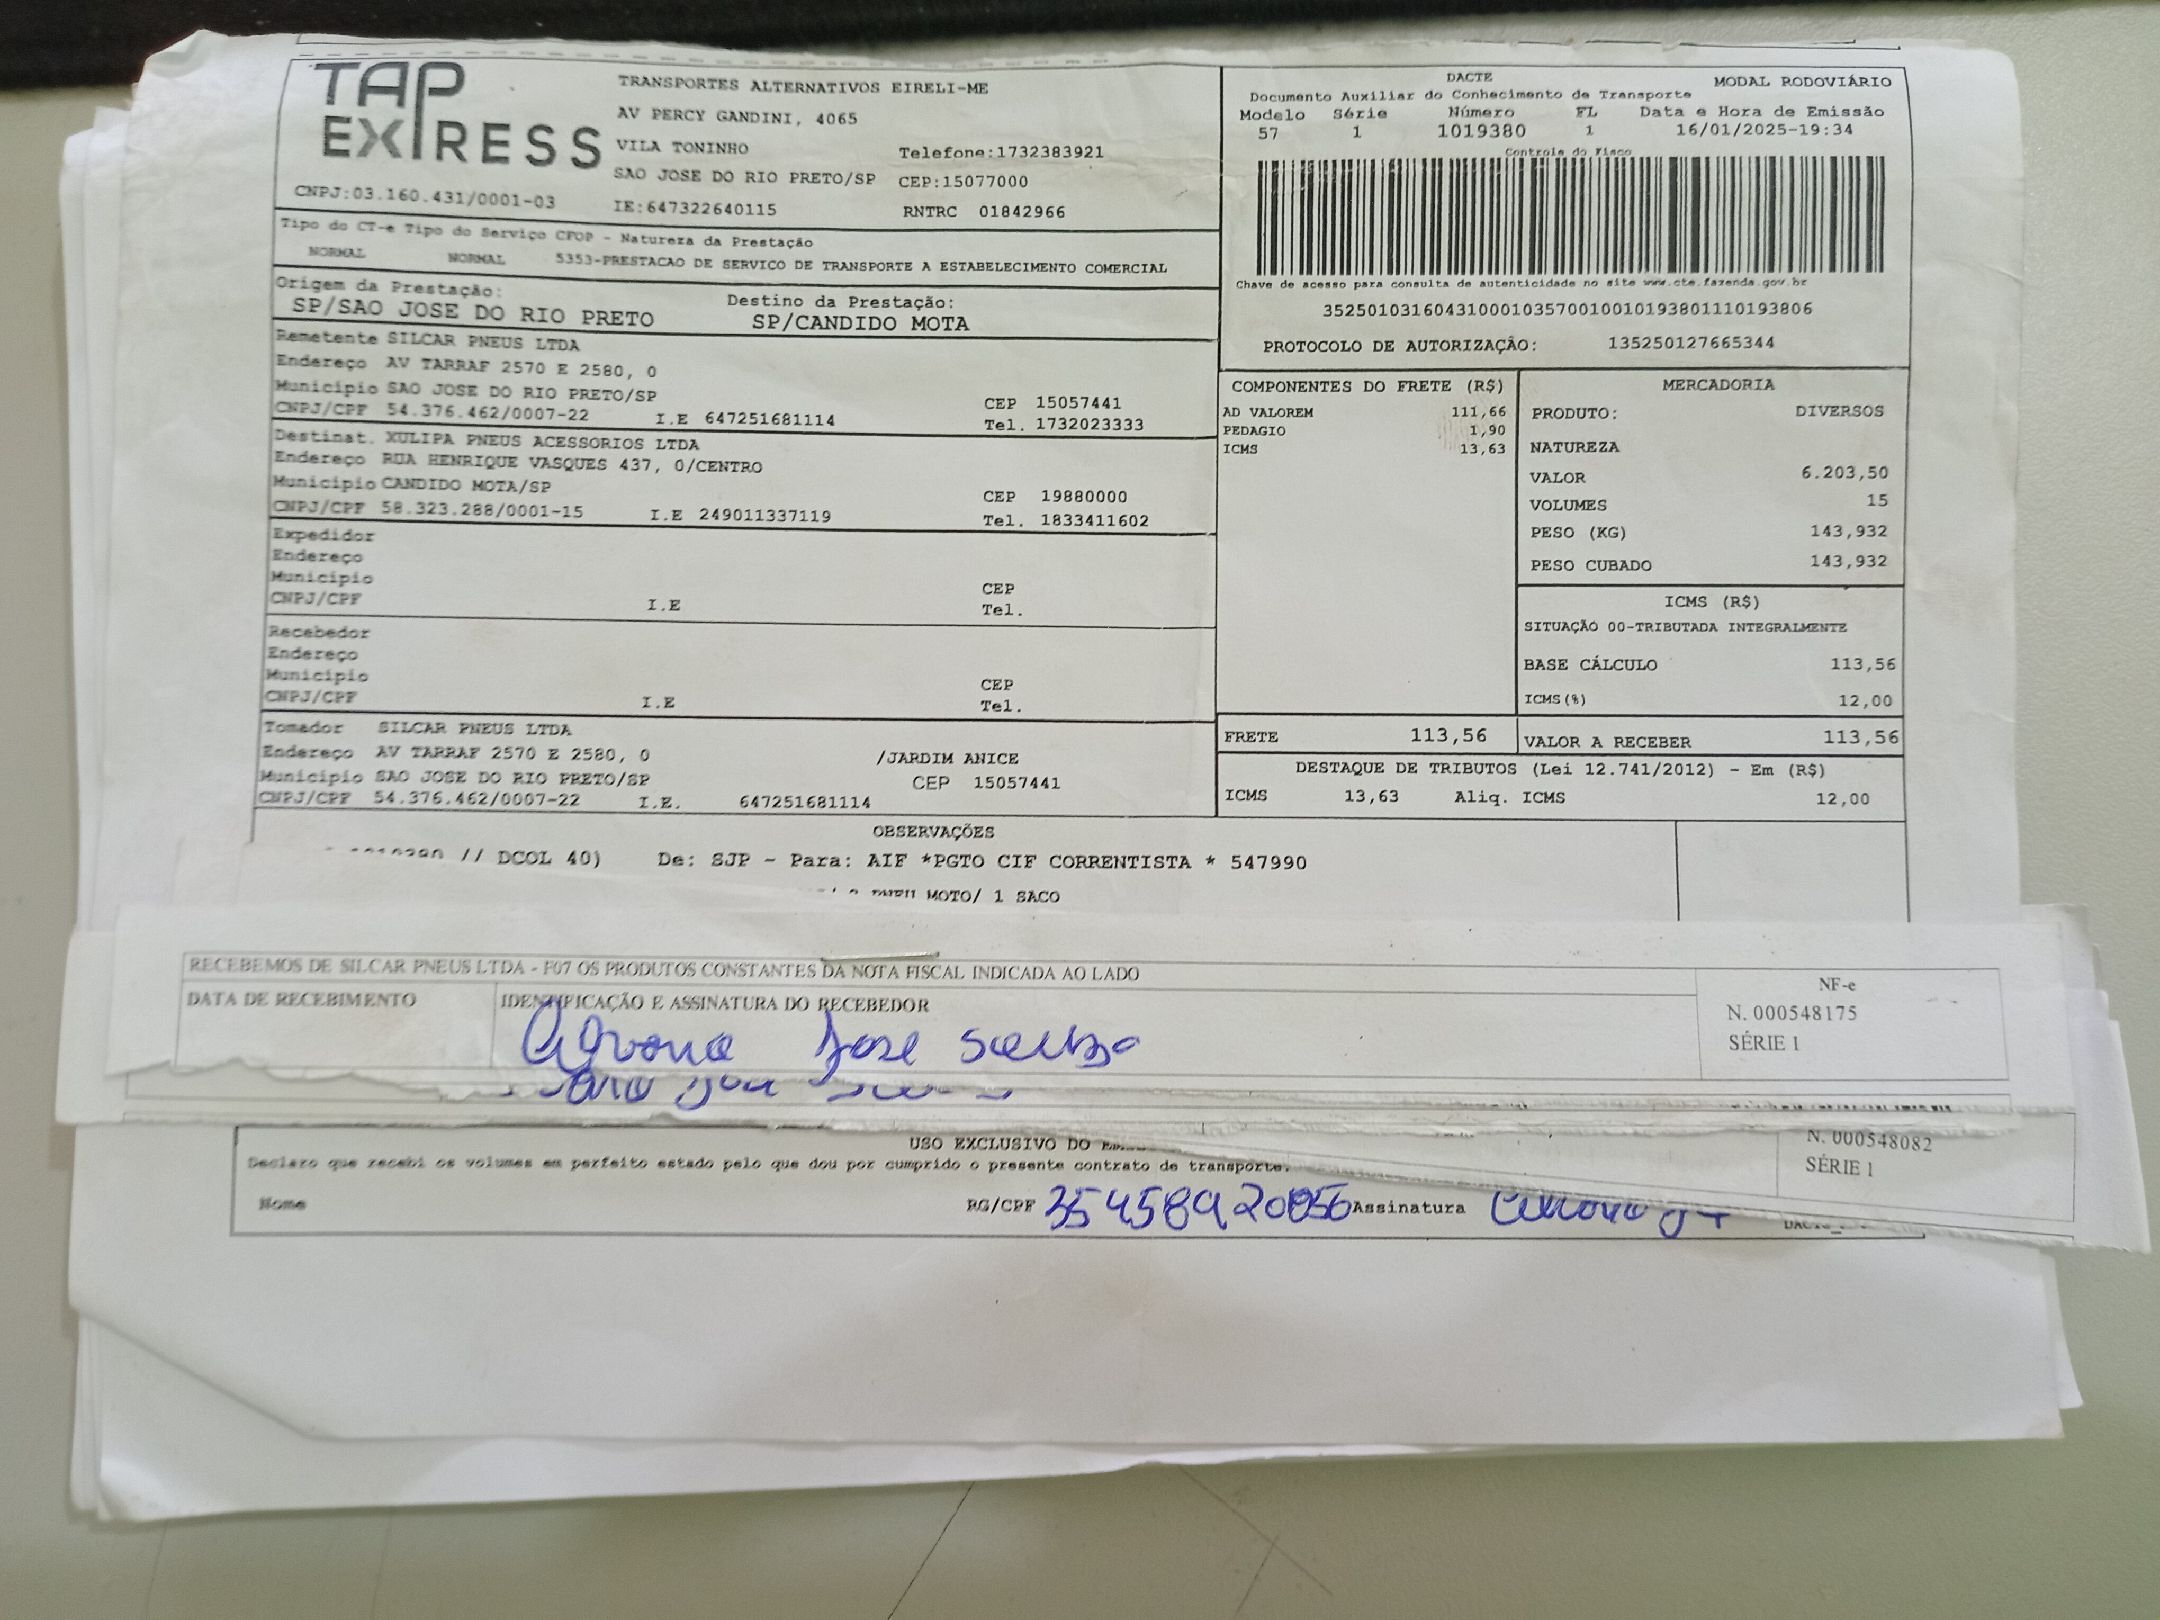 TAP EXPRESS
TRANSPORTES ALTERNATIVOS EIRELI-ME
AV PERCY GANDINI, 4065
VILA TONINHO Telefone:1732383921
SAO JOSE DO RIO PRETO/SP CEP:15077000
CNPJ:03.160.431/0001-03 IE:647322640115 RNTRC 01842966
DACTE MODAL RODOVIÁRIO
Documento Auxiliar do Conhecimento de Transporte
Modelo Série Número FL Data e Hora de Emissão
57 1 1019380 1 16/01/2025-19:34
Controle do Fisco
Chave de acesso para consulta de autenticidade no site www.cte.fazenda.gov.br
35250103160431000103570010010193801110193806
PROTOCOLO DE AUTORIZAÇÃO: 135250127665344
Tipo do CT-e Tipo do Serviço CFOP - Natureza da Prestação
NORMAL NORMAL 5353-PRESTACAO DE SERVICO DE TRANSPORTE A ESTABELECIMENTO COMERCIAL
Origem da Prestação: Destino da Prestação:
SP/SAO JOSE DO RIO PRETO SP/CANDIDO MOTA
Remetente SILCAR PNEUS LTDA
Endereço AV TARRAF 2570 E 2580, 0
Município SAO JOSE DO RIO PRETO/SP CEP 15057441
CNPJ/CPF 54.376.462/0007-22 I.E 647251681114 Tel. 1732023333
Destinat. XULIPA PNEUS ACESSORIOS LTDA
Endereço RUA HENRIQUE VASQUES 437, 0/CENTRO
Município CANDIDO MOTA/SP CEP 19880000
CNPJ/CPF 58.323.288/0001-15 I.E 249011337119 Tel. 1833411602
Expedidor
Endereço
Município CEP
CNPJ/CPF I.E Tel.
Recebedor
Endereço
Município CEP
CNPJ/CPF I.E Tel.
Tomador SILCAR PNEUS LTDA
Endereço AV TARRAF 2570 E 2580, 0 /JARDIM ANICE
Município SAO JOSE DO RIO PRETO/SP CEP 15057441
CNPJ/CPF 54.376.462/0007-22 I.E. 647251681114
COMPONENTES DO FRETE (R$)
AD VALOREM 111,66
PEDAGIO 1,90
ICMS 13,63
MERCADORIA
PRODUTO: DIVERSOS
NATUREZA
VALOR 6.203,50
VOLUMES 15
PESO (KG) 143,932
PESO CUBADO 143,932
ICMS (R$)
SITUAÇÃO 00-TRIBUTADA INTEGRALMENTE
BASE CÁLCULO 113,56
ICMS(%) 12,00
FRETE 113,56 VALOR A RECEBER 113,56
DESTAQUE DE TRIBUTOS (Lei 12.741/2012) - Em (R$)
ICMS 13,63 Aliq. ICMS 12,00
OBSERVAÇÕES
// DCOL 40) De: SJP - Para: AIF *PGTO CIF CORRENTISTA * 547990
MOTO/ 1 SACO
RECEBEMOS DE SILCAR PNEUS LTDA - F07 OS PRODUTOS CONSTANTES DA NOTA FISCAL INDICADA AO LADO
DATA DE RECEBIMENTO IDENTIFICAÇÃO E ASSINATURA DO RECEBEDOR
NF-e
N. 000548175
SÉRIE 1
Jose
N. 000548082
SÉRIE 1
USO EXCLUSIVO DO
Declaro que recebi os volumes em perfeito estado pelo que dou por cumprido o presente contrato de transporte.
Nome RG/CPF Assinatura